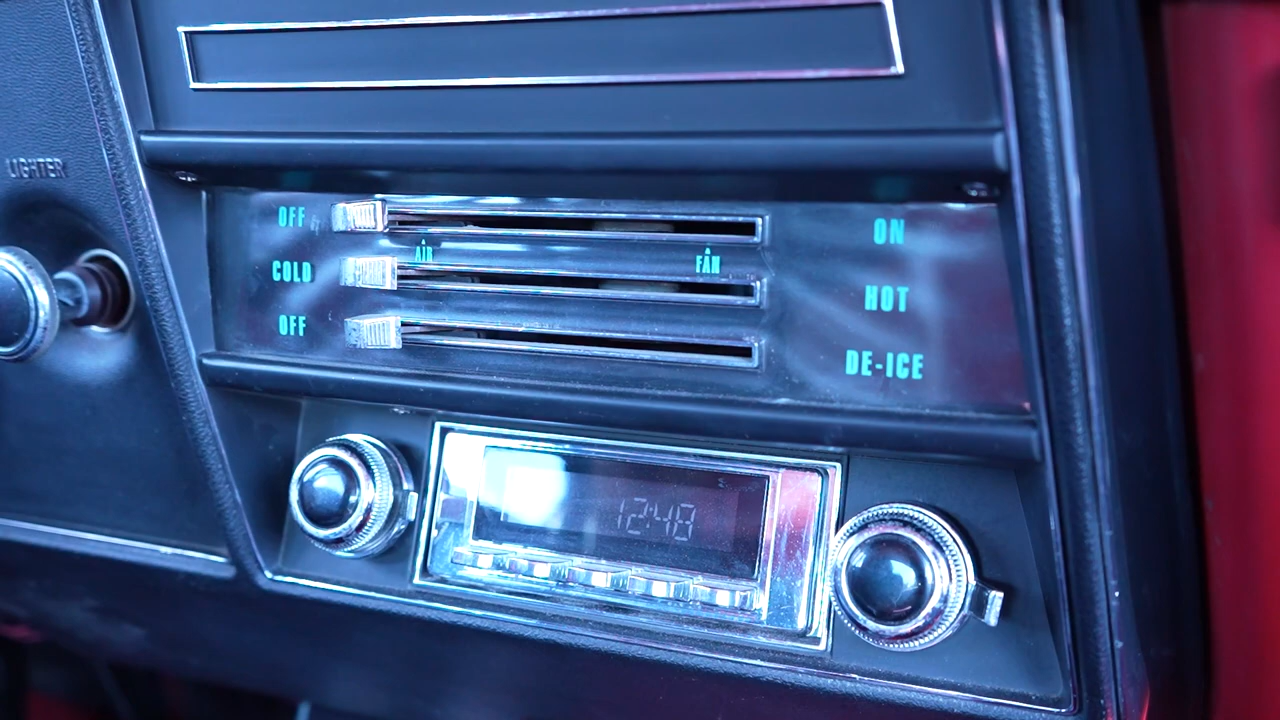 LIGHTER
OFF ON
AIR FAN
COLD HOT
OFF DE-ICE
12:48